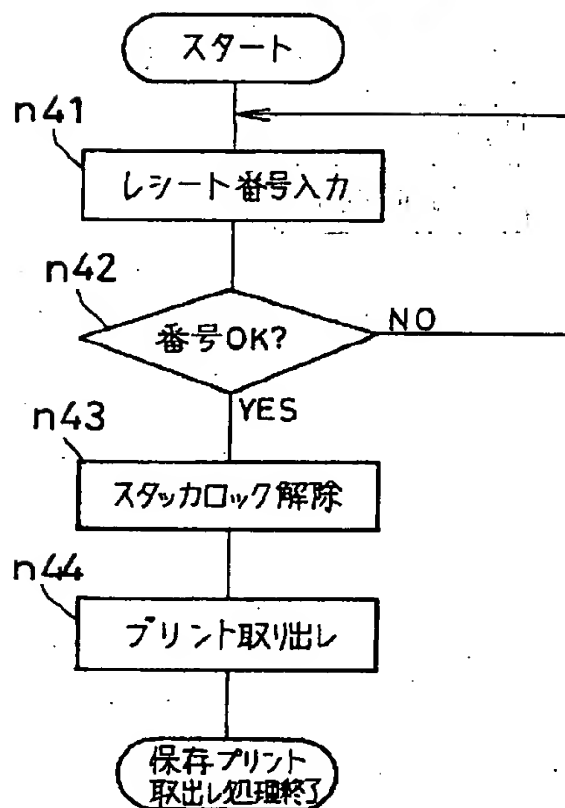 スタート
n41
レシート番号入力
n42
番号OK?
NO
YES
n43
スタッカロック解除
n44
プリント取り出し
保存プリント
取出し処理終了